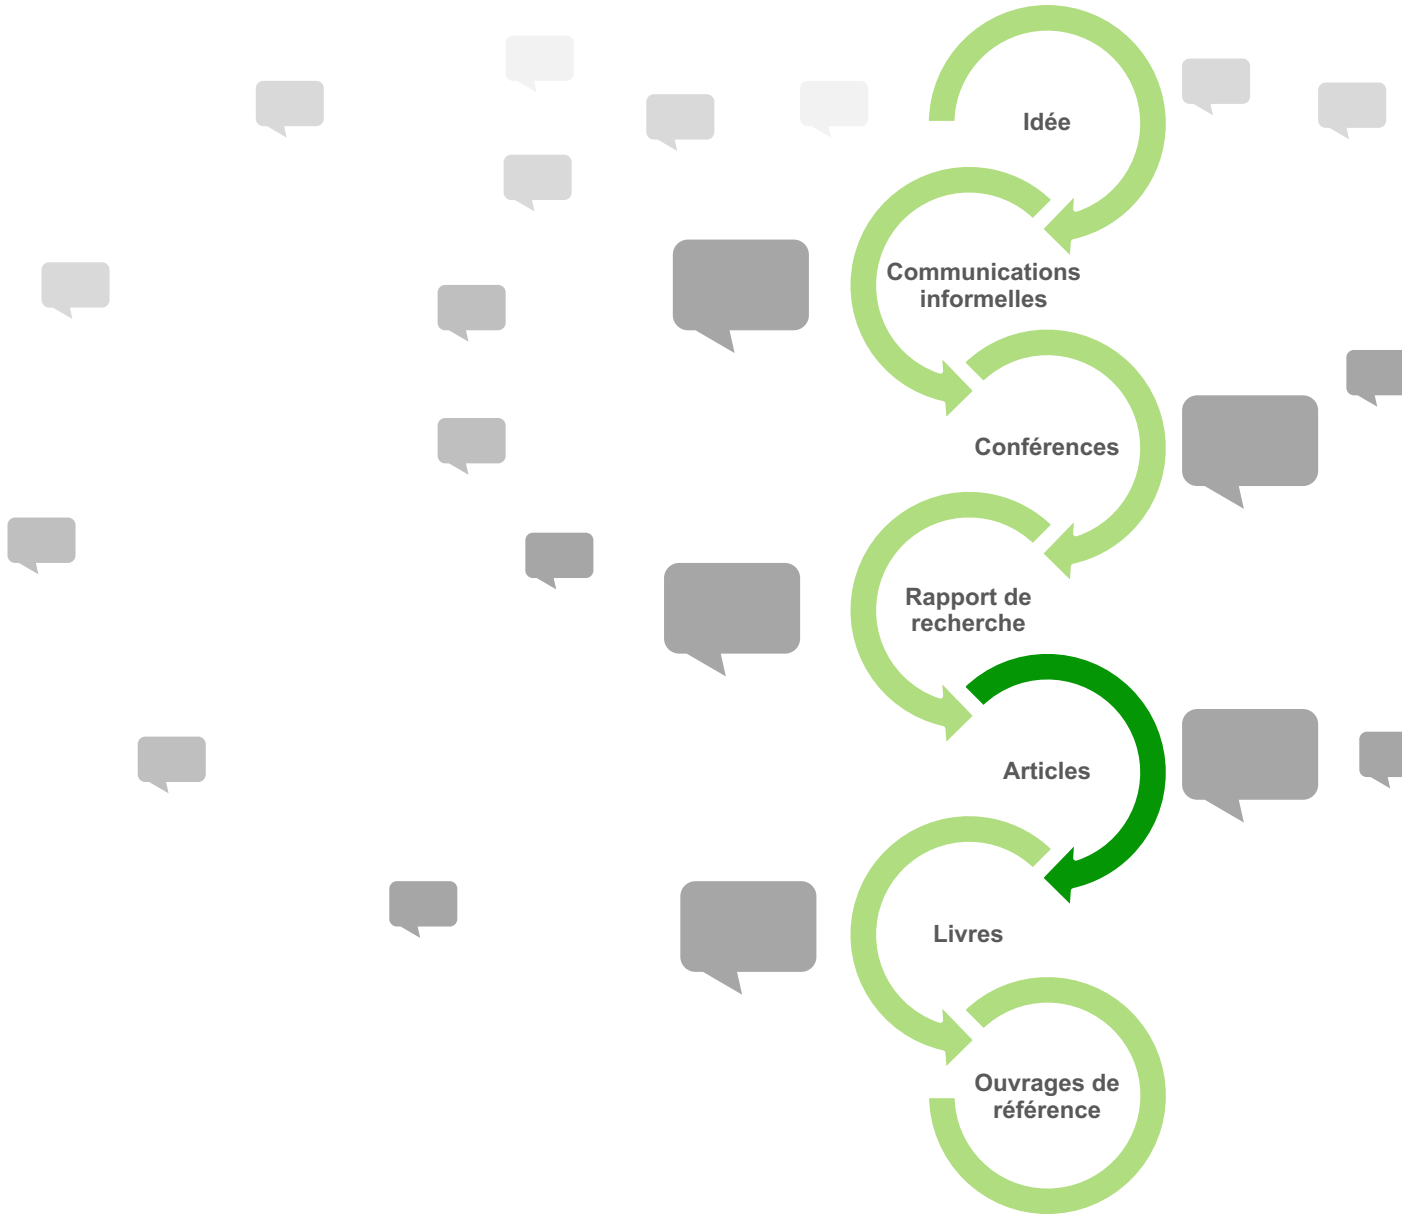 Idée
Communications
informelles
Conférences
Rapport de
recherche
Articles
Livres
Ouvrages de
référence